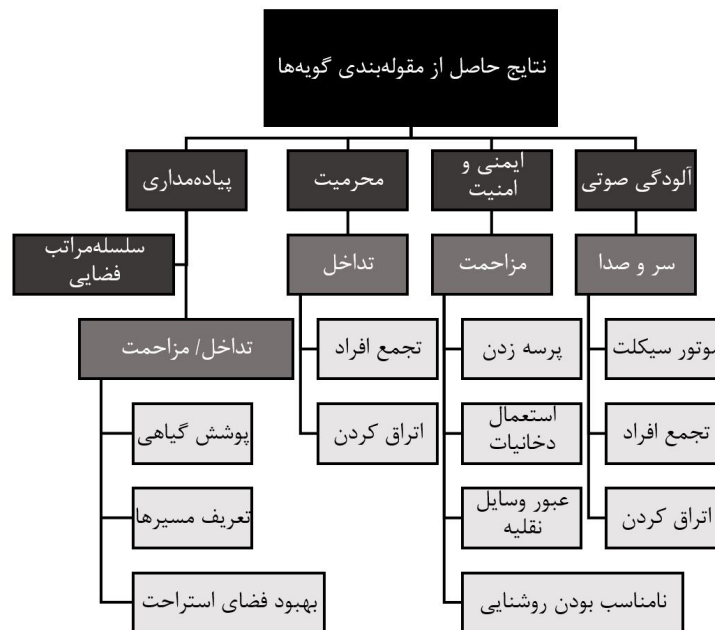 نتایج حاصل از مقوله‌بندی گویه‌ها
آلودگی صوتی
ایمنی و
امنیت
محرمیت
پیاده‌مداری
سر و صدا
مزاحمت
تداخل
سلسله‌مراتب
فضایی
موتور سیکلت
پرسه زدن
تجمع افراد
تداخل/ مزاحمت
تجمع افراد
استعمال
دخانیات
اتراق کردن
پوشش گیاهی
اتراق کردن
عبور وسایل
نقلیه
تعریف مسیرها
نامناسب بودن روشنایی
بهبود فضای استراحت